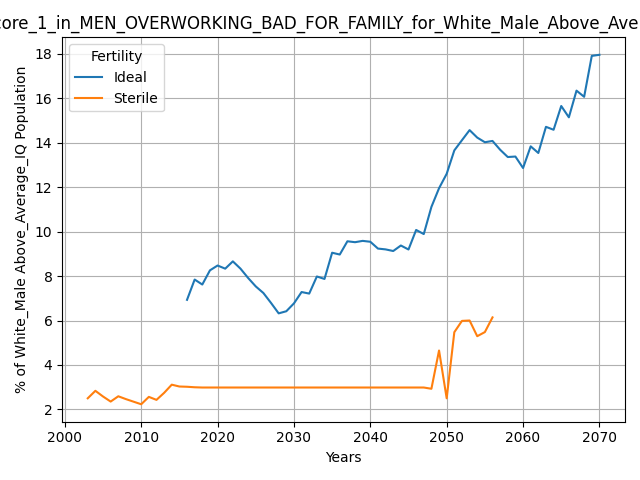 core_1_in_MEN_OVERWORKING_BAD_FOR_FAMILY_for_White_Male_Above_Ave
Fertility
Ideal
Sterile
% of White_Male Above_Average_IQ Population
18
16
14
12
10
8
6
4
2
2000 2010 2020 2030 2040 2050 2060 2070
Years